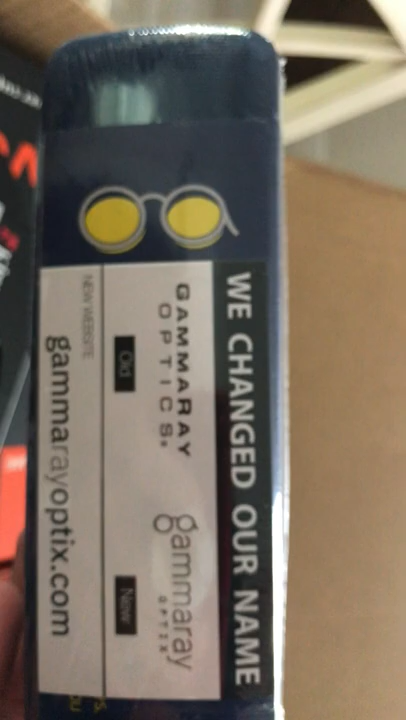 WE CHANGED OUR NAME
GAMMARAY
OPTICS.
Old
gammaray
OPTIX
New
NEW WEBSITE
gammarayoptix.com